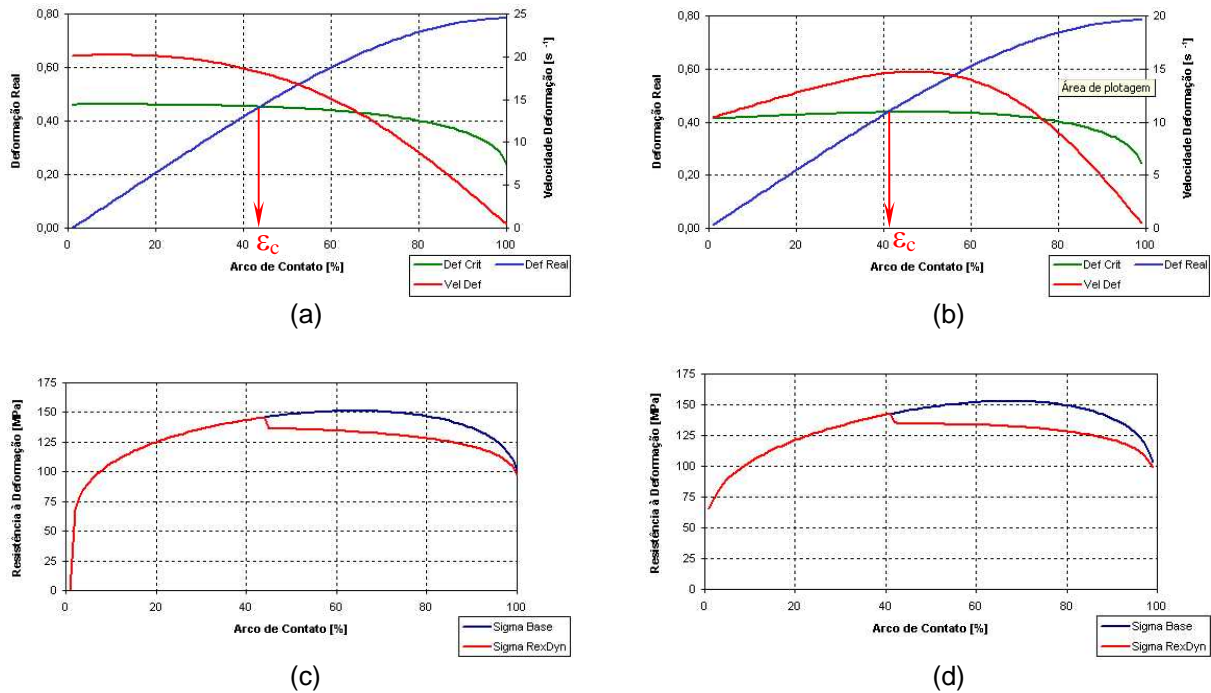 0,80
0,60
0,40
0,20
0,00
Deformação Real
25
20
15
10
5
0
Velocidade Deformação [s ⁻¹]
0 20 40 60 80 100
εc
Arco de Contato [%]
Def Crit Def Real
Vel Def
(a)
0,80
0,60
0,40
0,20
0,00
Deformação Real
20
15
10
5
0
Velocidade Deformação [s ⁻¹]
Área de plotagem
0 20 40 60 80 100
εc
Arco de Contato [%]
Def Crit Def Real
Vel Def
(b)
175
150
125
100
75
50
25
0
Resistência à Deformação [MPa]
0 20 40 60 80 100
Arco de Contato [%]
Sigma Base
Sigma RexDyn
(c)
175
150
125
100
75
50
25
0
Resistência à Deformação [MPa]
0 20 40 60 80 100
Arco de Contato [%]
Sigma Base
Sigma RexDyn
(d)